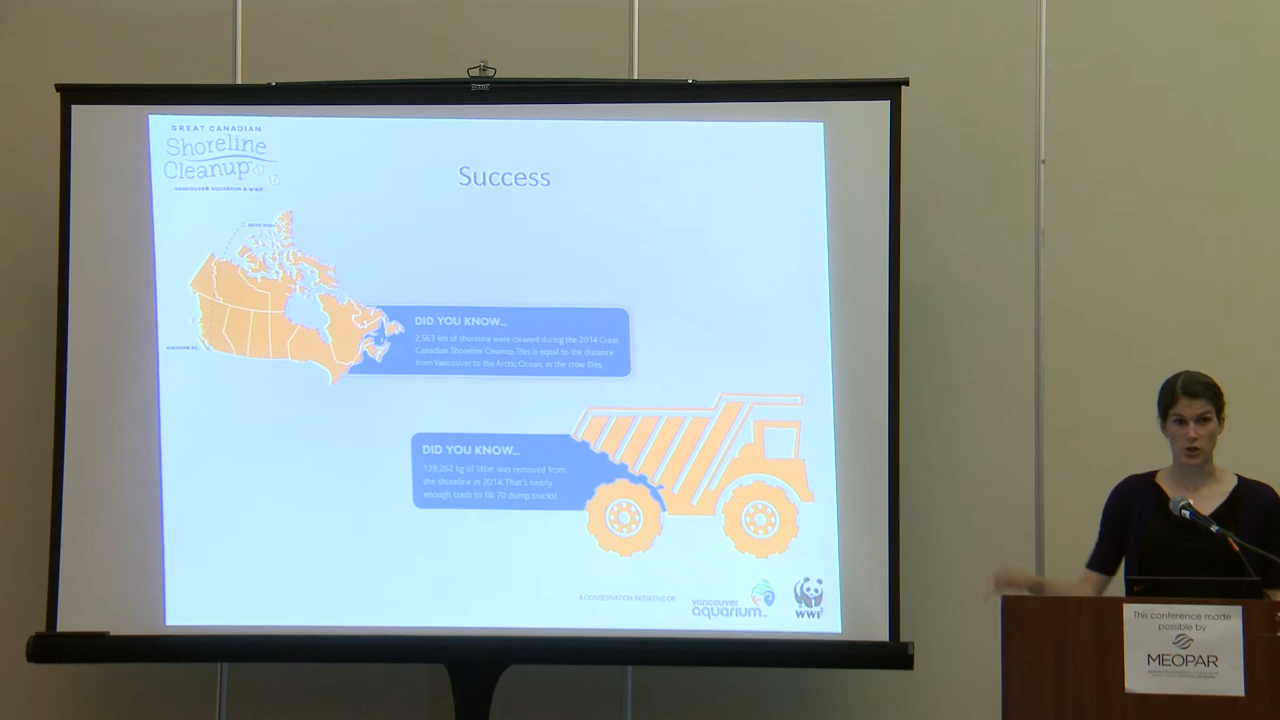 GREAT CANADIAN
Shoreline
Cleanup
VANCOUVER AQUARIUM & WWF
Success
ARCTIC OCEAN
DID YOU KNOW...
2,563 km of shoreline were cleaned during the 2014 Great
Canadian Shoreline Cleanup. This is equal to the distance
from Vancouver to the Arctic Ocean, as the crow flies.
DID YOU KNOW...
139,262 kg of litter was removed from
the shoreline in 2014. That's nearly
enough trash to fill 70 dump trucks!
A CONSERVATION INITIATIVE OF
vancouver
aquarium
WWF
This conference made
possible by
MEOPAR